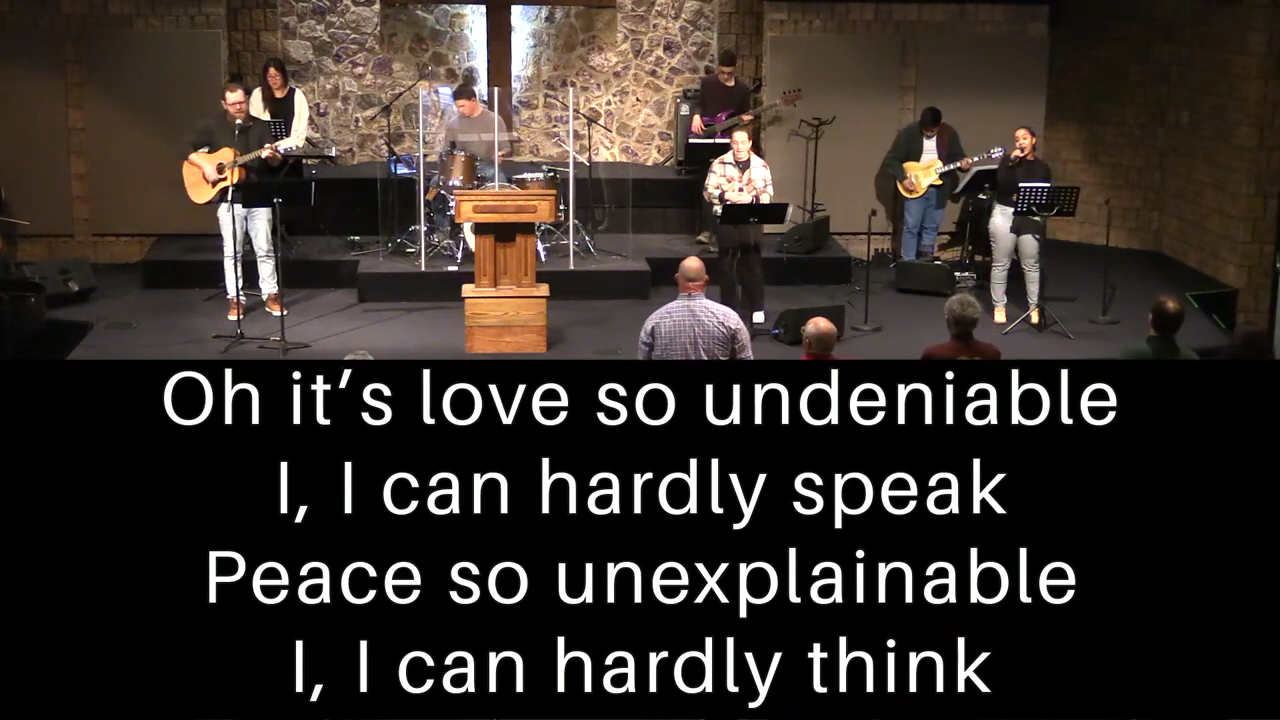 Oh it’s love so undeniable
I, I can hardly speak
Peace so unexplainable
I, I can hardly think